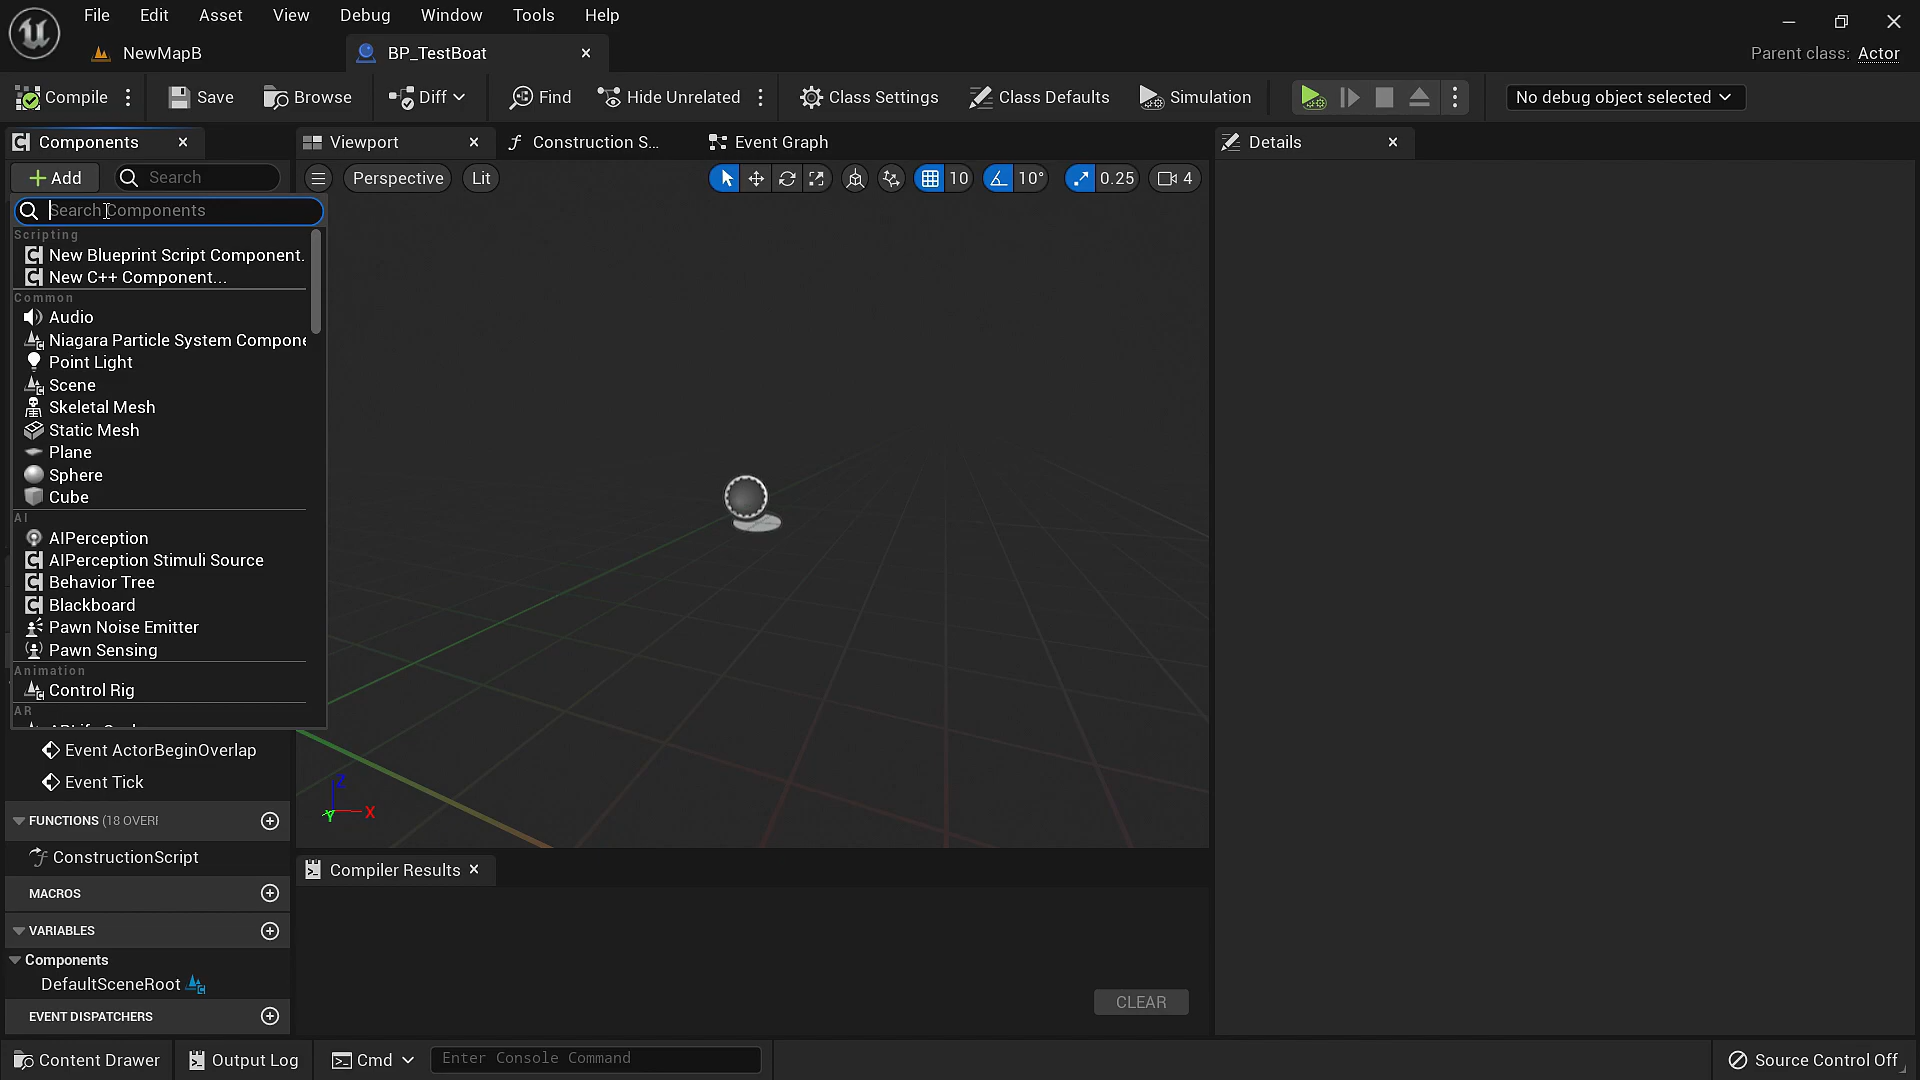 File Edit Asset View Debug Window Tools Help
NewMapB
BP_TestBoat
Parent class: Actor
Compile Save Browse Diff Find Hide Unrelated Class Settings Class Defaults Simulation No debug object selected
Components Viewport Construction S... Event Graph Details
Add Search Perspective Lit 10 10° 0.25 4
Search Components
Scripting
New Blueprint Script Component.
New C++ Component...
Common
Audio
Niagara Particle System Compone
Point Light
Scene
Skeletal Mesh
Static Mesh
Plane
Sphere
Cube
AI
AIPerception
AIPerception Stimuli Source
Behavior Tree
Blackboard
Pawn Noise Emitter
Pawn Sensing
Animation
Control Rig
AR
Event ActorBeginOverlap
Event Tick
Z
Y X
FUNCTIONS (18 OVERI
ConstructionScript
Compiler Results
MACROS
VARIABLES
Components
DefaultSceneRoot
CLEAR
EVENT DISPATCHERS
Content Drawer Output Log Cmd Enter Console Command Source Control Off